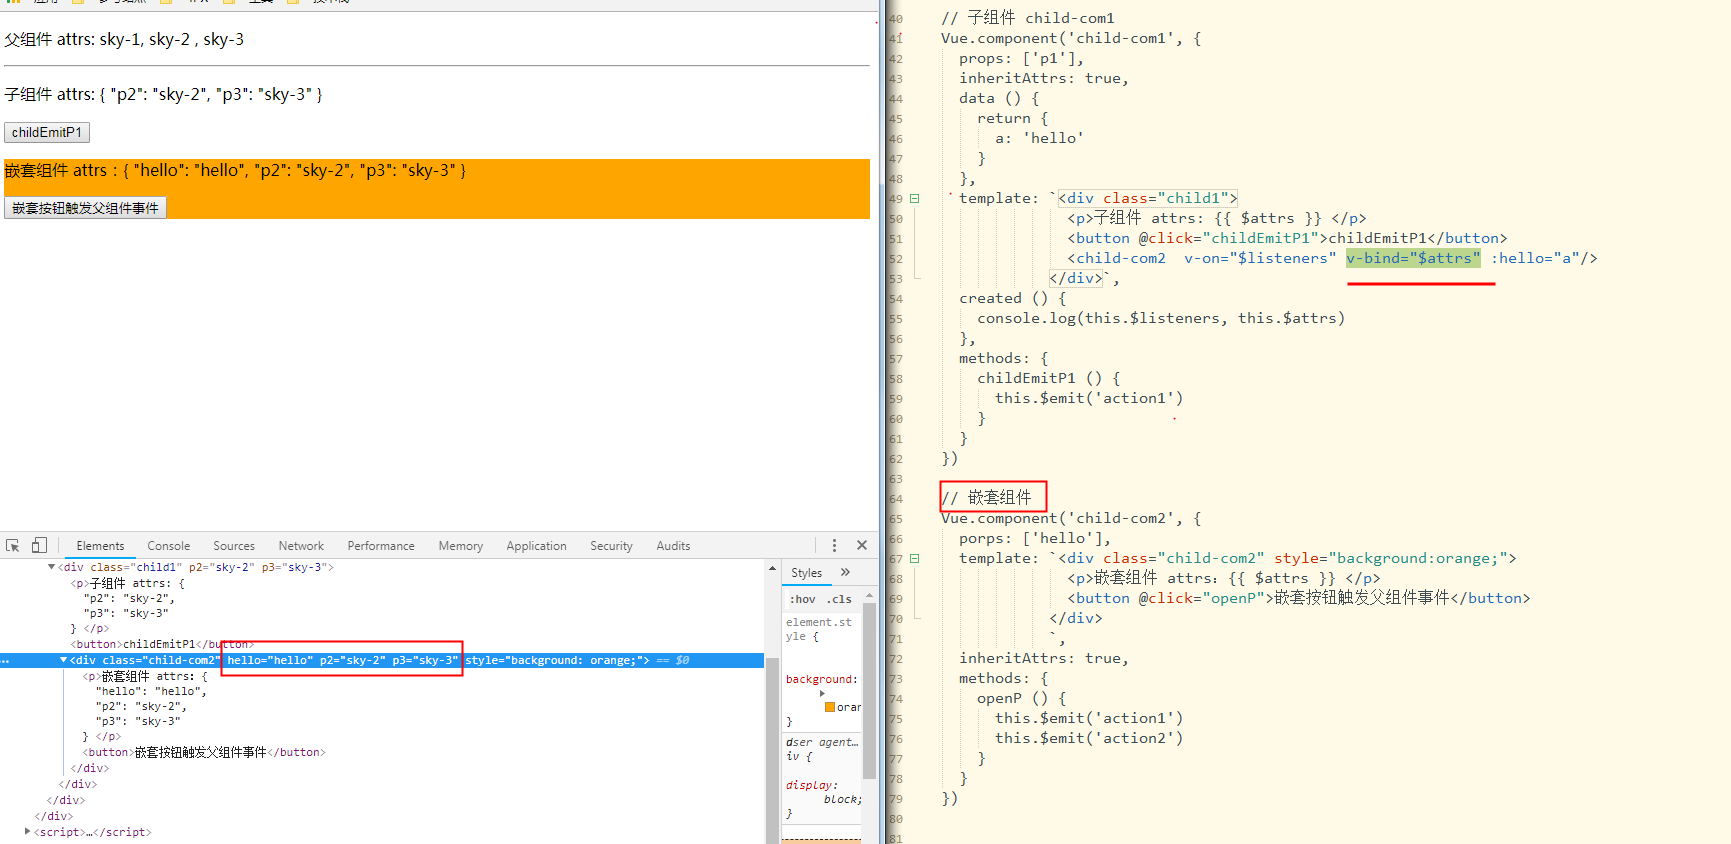 父组件 attrs: sky-1, sky-2 , sky-3
子组件 attrs: { "p2": "sky-2", "p3": "sky-3" }
childEmitP1
嵌套组件 attrs : { "hello": "hello", "p2": "sky-2", "p3": "sky-3" }
嵌套按钮触发父组件事件
Elements Console Sources Network Performance Memory Application Security Audits
<div class="child1" p2="sky-2" p3="sky-3">
<p>子组件 attrs: {
"p2": "sky-2",
"p3": "sky-3"
} </p>
<button>childEmitP1</button>
<div class="child-com2" hello="hello" p2="sky-2" p3="sky-3" style="background: orange;"> == $0
<p>嵌套组件 attrs: {
"hello": "hello",
"p2": "sky-2",
"p3": "sky-3"
} </p>
<button>嵌套按钮触发父组件事件</button>
</div>
</div>
</div>
</div>
<script>…</script>
Styles »
:hov .cls
element.st
yle {
background:
orar
}
iv {
display:
block;
}
40 // 子组件 child-com1
41 Vue.component('child-com1', {
42 props: ['p1'],
43 inheritAttrs: true,
44 data () {
45 return {
46 a: 'hello'
47 }
48 },
49 template: `<div class="child1">
50 <p>子组件 attrs: {{ $attrs }} </p>
51 <button @click="childEmitP1">childEmitP1</button>
52 <child-com2 v-on="$listeners" v-bind="$attrs" :hello="a"/>
53 </div>`,
54 created () {
55 console.log(this.$listeners, this.$attrs)
56 },
57 methods: {
58 childEmitP1 () {
59 this.$emit('action1')
60 }
61 }
62 })
63
64 // 嵌套组件
65 Vue.component('child-com2', {
66 porps: ['hello'],
67 template: `<div class="child-com2" style="background:orange;">
68 <p>嵌套组件 attrs: {{ $attrs }} </p>
69 <button @click="openP">嵌套按钮触发父组件事件</button>
70 </div>
71 `,
72 inheritAttrs: true,
73 methods: {
74 openP () {
75 this.$emit('action1')
76 this.$emit('action2')
77 }
78 }
79 })
80
81